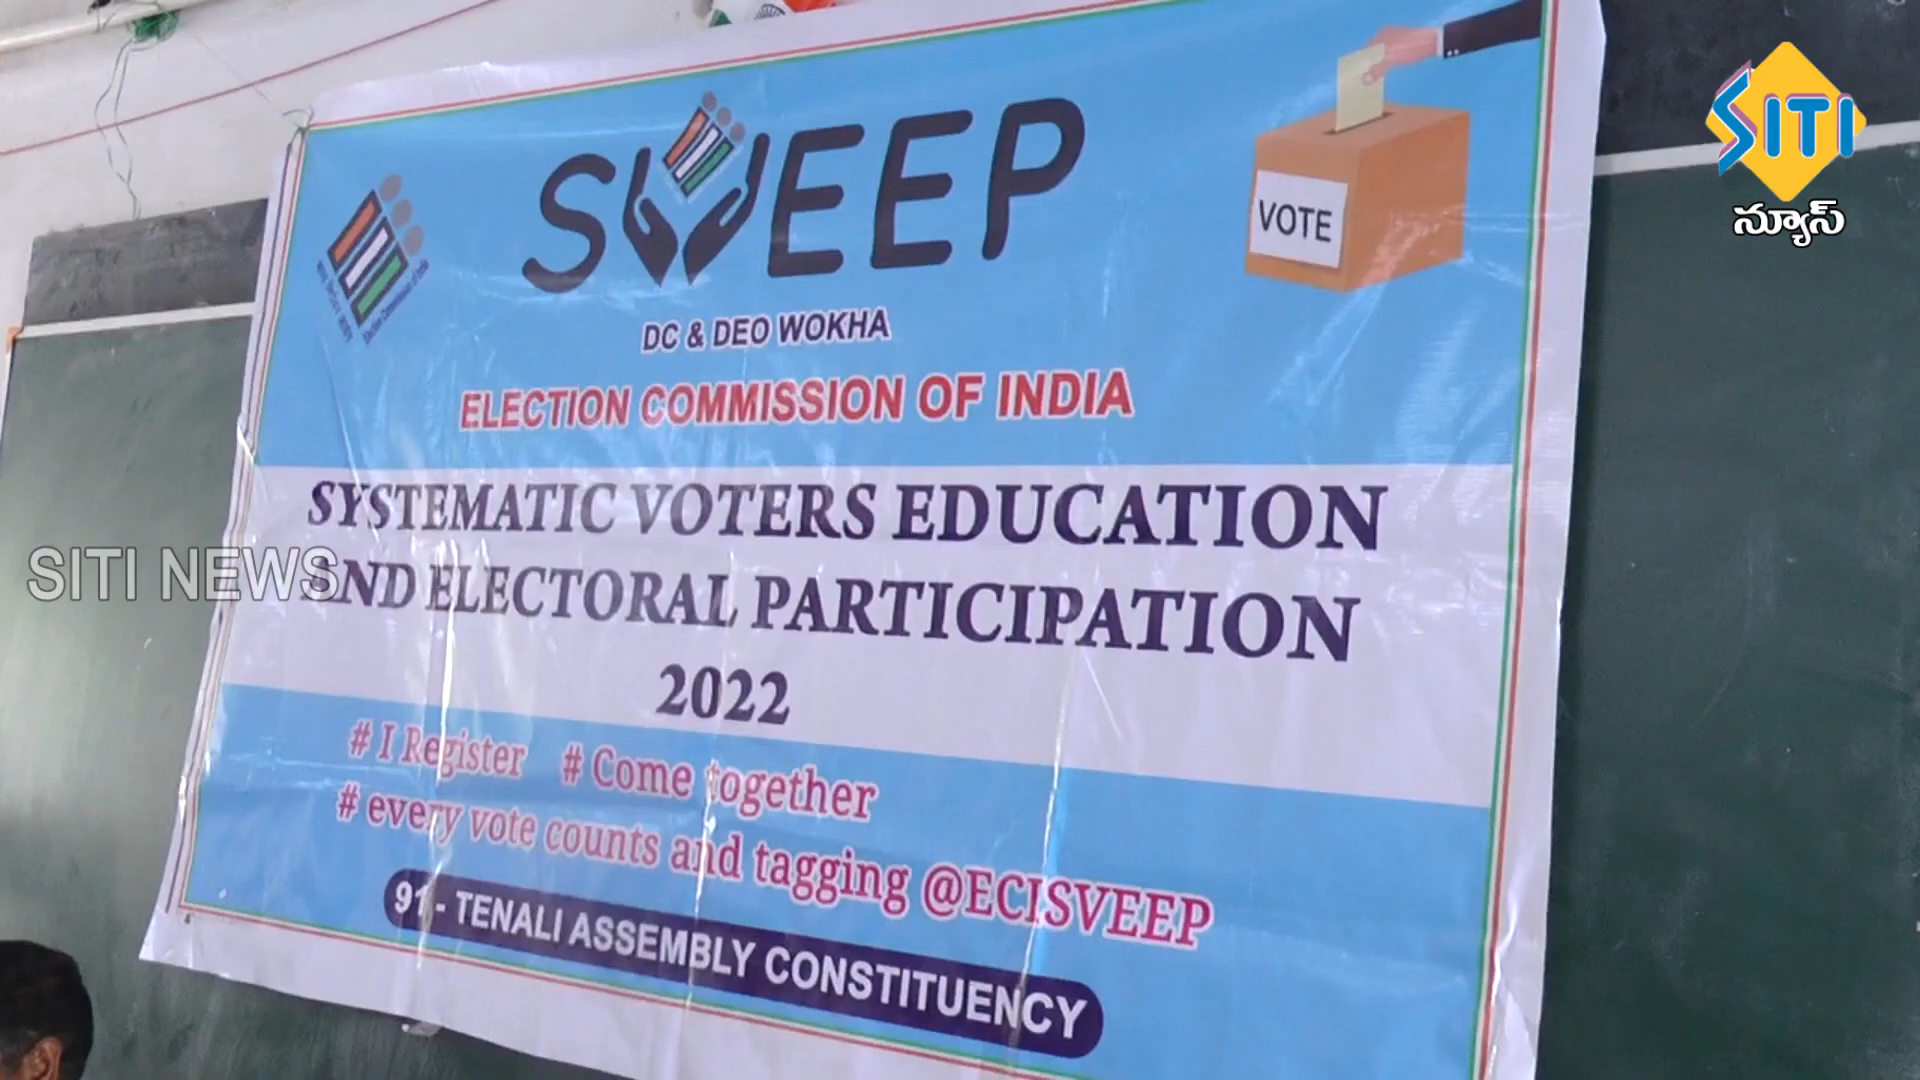 SITI
న్యూస్
SWEEP
VOTE
DC & DEO WOKHA
ELECTION COMMISSION OF INDIA
SYSTEMATIC VOTERS EDUCATION
AND ELECTORAL PARTICIPATION
2022
SITI NEWS
# I Register # Come together
# every vote counts and tagging @ECISVEEP
91 - TENALI ASSEMBLY CONSTITUENCY